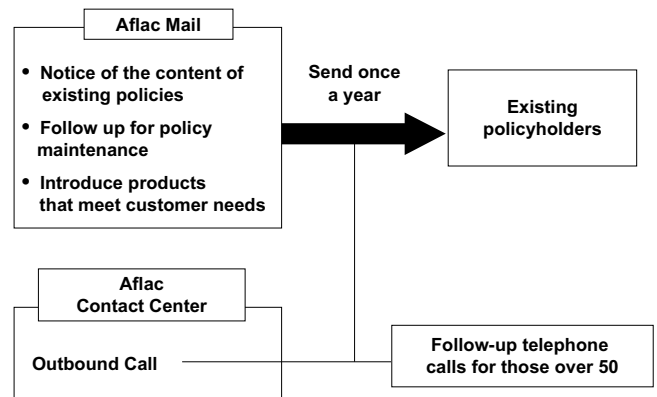 Aflac Mail
• Notice of the content of
existing policies
• Follow up for policy
maintenance
• Introduce products
that meet customer needs
Send once
a year
Existing
policyholders
Aflac
Contact Center
Outbound Call
Follow-up telephone
calls for those over 50